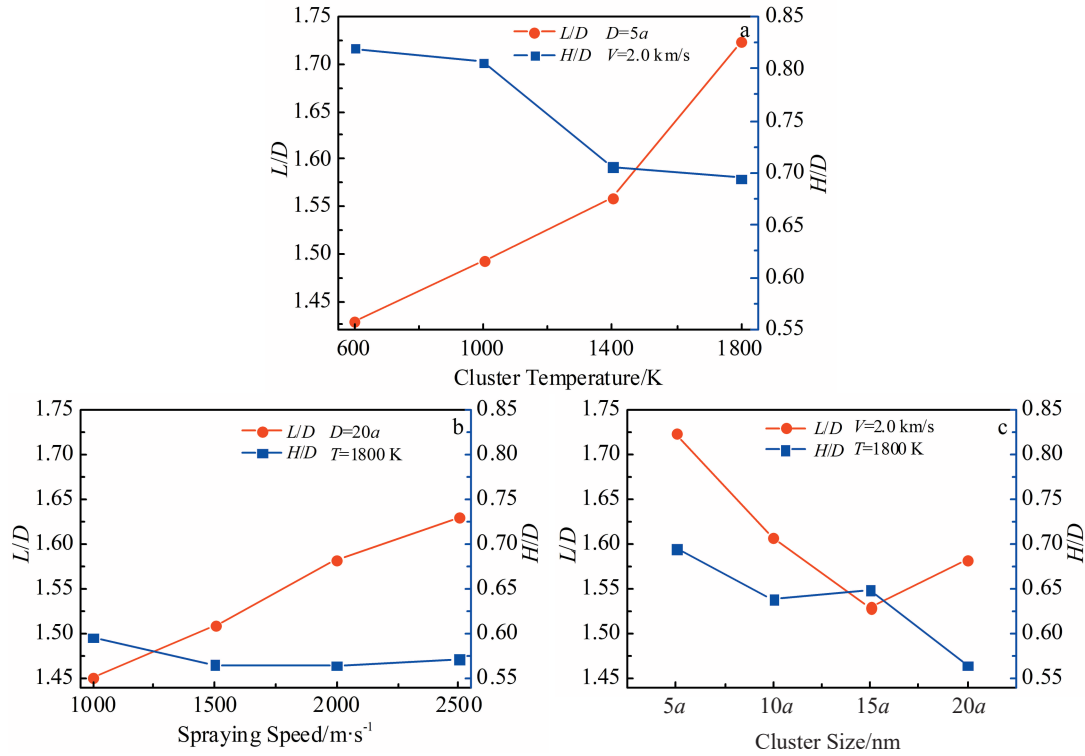 a
L/D D=5a
H/D V=2.0 km/s
1.75
1.70
1.65
1.60
1.55
1.50
1.45
L/D
0.85
0.80
0.75
0.70
0.65
0.60
0.55
H/D
600 1000 1400 1800
Cluster Temperature/K
b
L/D D=20a
H/D T=1800 K
1.75
1.70
1.65
1.60
1.55
1.50
1.45
L/D
0.85
0.80
0.75
0.70
0.65
0.60
0.55
H/D
1000 1500 2000 2500
Spraying Speed/m·s⁻¹
c
L/D V=2.0 km/s
H/D T=1800 K
1.75
1.70
1.65
1.60
1.55
1.50
1.45
L/D
0.85
0.80
0.75
0.70
0.65
0.60
0.55
H/D
5a 10a 15a 20a
Cluster Size/nm